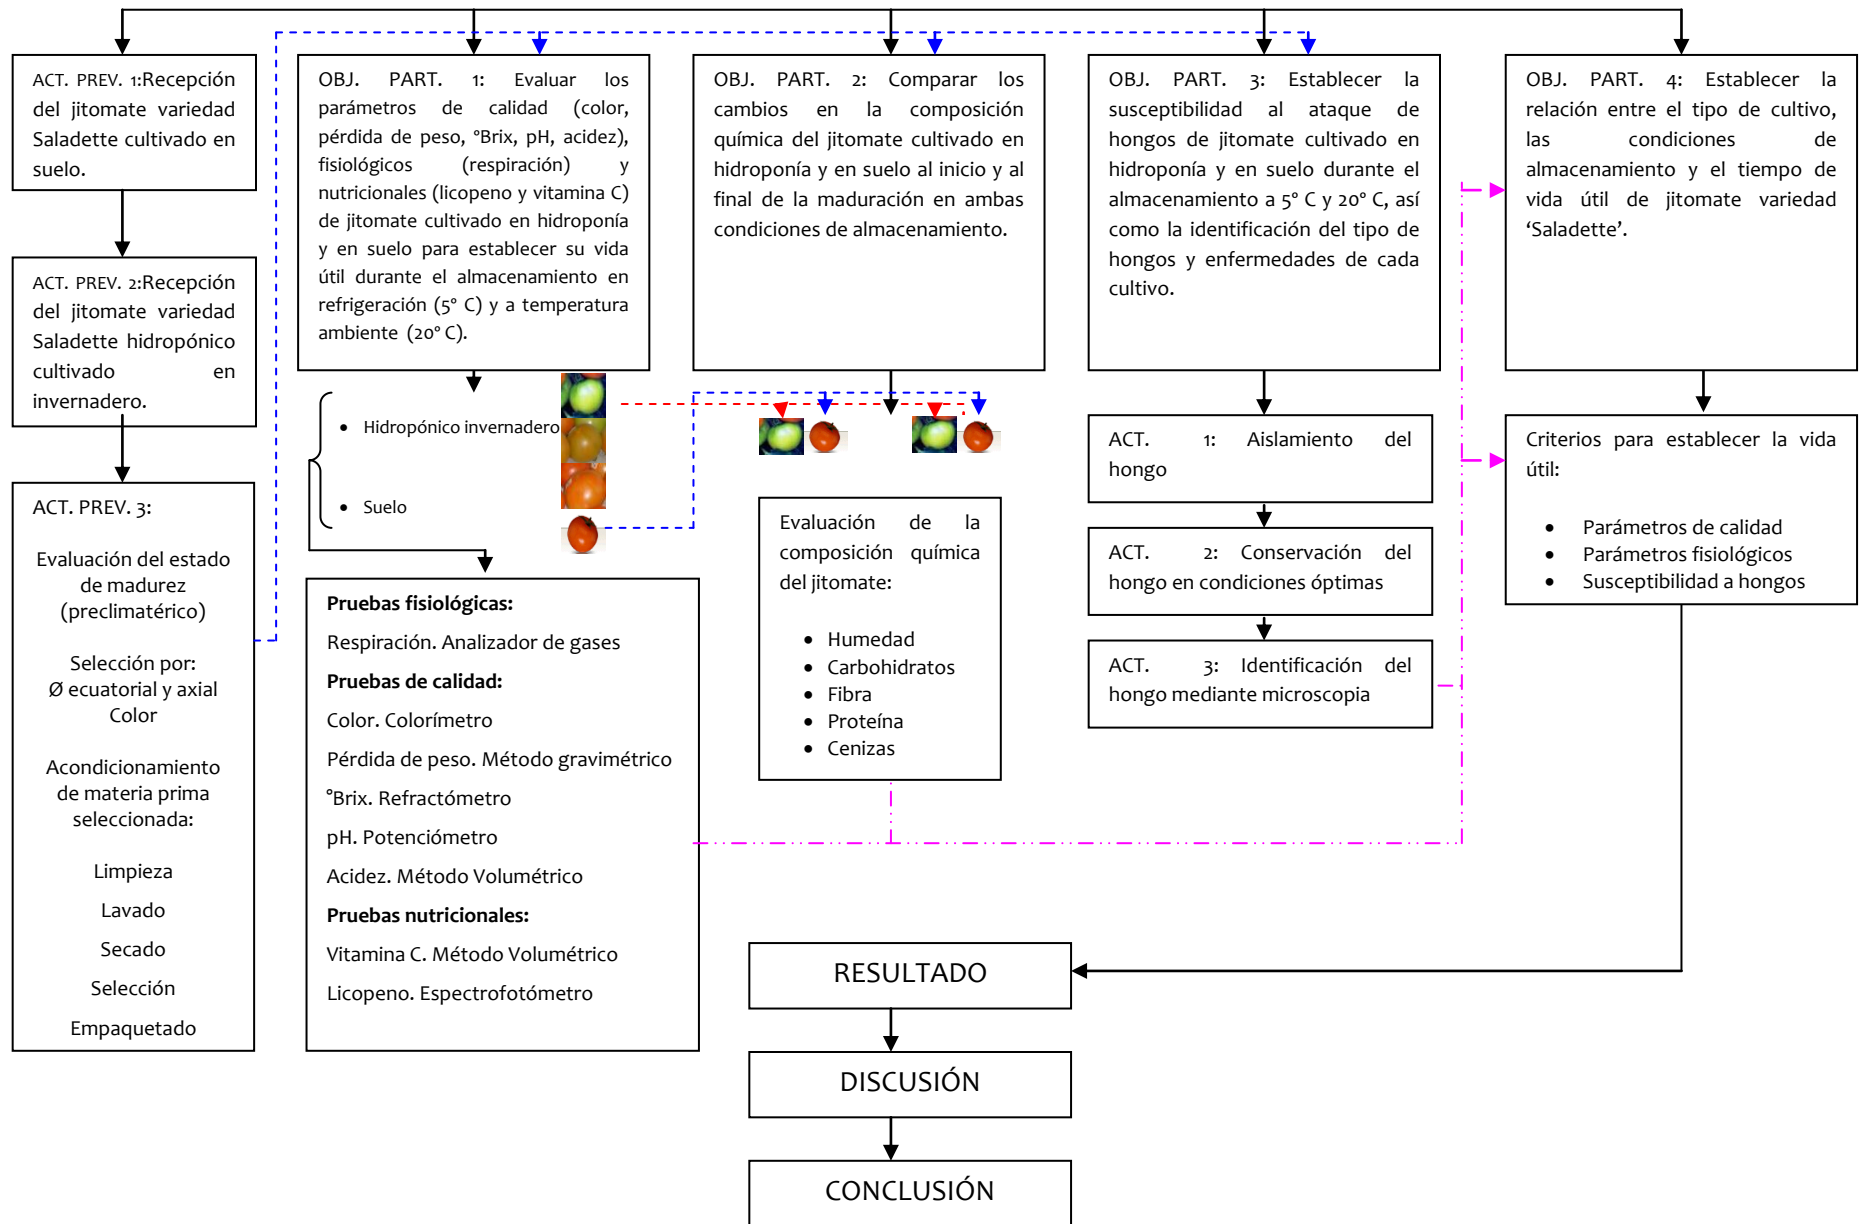 ACT. PREV. 1:Recepción
del jitomate variedad
Saladette cultivado en
suelo.
ACT. PREV. 2:Recepción
del jitomate variedad
Saladette hidropónico
cultivado en
invernadero.
ACT. PREV. 3:
Evaluación del estado
de madurez
(preclimatérico)
Selección por:
Ø ecuatorial y axial
Color
Acondicionamiento
de materia prima
seleccionada:
Limpieza
Lavado
Secado
Selección
Empaquetado
OBJ. PART. 1: Evaluar los
parámetros de calidad (color,
pérdida de peso, °Brix, pH, acidez),
fisiológicos (respiración) y
nutricionales (licopeno y vitamina C)
de jitomate cultivado en hidroponía
y en suelo para establecer su vida
útil durante el almacenamiento en
refrigeración (5° C) y a temperatura
ambiente (20° C).
• Hidropónico invernadero
• Suelo
Pruebas fisiológicas:
Respiración. Analizador de gases
Pruebas de calidad:
Color. Colorímetro
Pérdida de peso. Método gravimétrico
°Brix. Refractómetro
pH. Potenciómetro
Acidez. Método Volumétrico
Pruebas nutricionales:
Vitamina C. Método Volumétrico
Licopeno. Espectrofotómetro
OBJ. PART. 2: Comparar los
cambios en la composición
química del jitomate cultivado en
hidroponía y en suelo al inicio y al
final de la maduración en ambas
condiciones de almacenamiento.
Evaluación de la
composición química
del jitomate:
• Humedad
• Carbohidratos
• Fibra
• Proteína
• Cenizas
OBJ. PART. 3: Establecer la
susceptibilidad al ataque de
hongos de jitomate cultivado en
hidroponía y en suelo durante el
almacenamiento a 5° C y 20° C, así
como la identificación del tipo de
hongos y enfermedades de cada
cultivo.
ACT. 1: Aislamiento del
hongo
ACT. 2: Conservación del
hongo en condiciones óptimas
ACT. 3: Identificación del
hongo mediante microscopia
OBJ. PART. 4: Establecer la
relación entre el tipo de cultivo,
las condiciones de
almacenamiento y el tiempo de
vida útil de jitomate variedad
‘Saladette’.
Criterios para establecer la vida
útil:
• Parámetros de calidad
• Parámetros fisiológicos
• Susceptibilidad a hongos
RESULTADO
DISCUSIÓN
CONCLUSIÓN